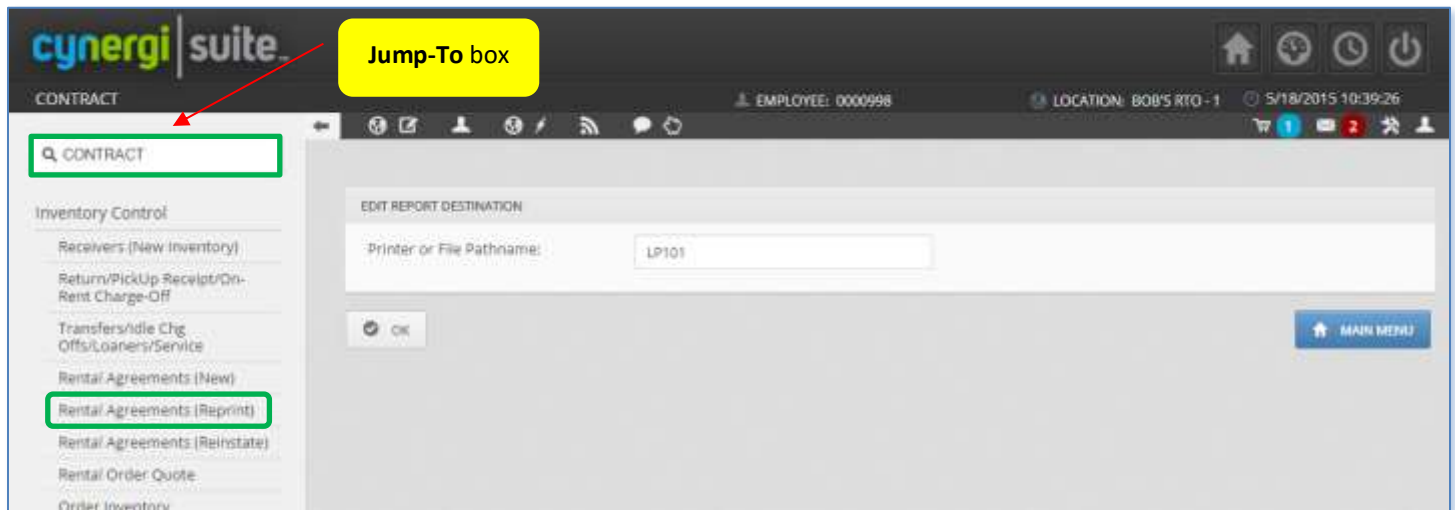 cynergi|suite™
Jump-To box
CONTRACT
EMPLOYEE: 0000998
LOCATION: BOB'S RTO - 1
5/18/2015 10:39:26
1
2
CONTRACT
Inventory Control
Receivers (New Inventory)
Return/PickUp Receipt/On-
Rent Charge-Off
Transfers/Idle Chg
Offs/Loaners/Service
Rental Agreements (New)
Rental Agreements (Reprint)
Rental Agreements (Reinstate)
Rental Order Quote
Order Inventory
EDIT REPORT DESTINATION
Printer or File Pathname:
LP101
OK
MAIN MENU